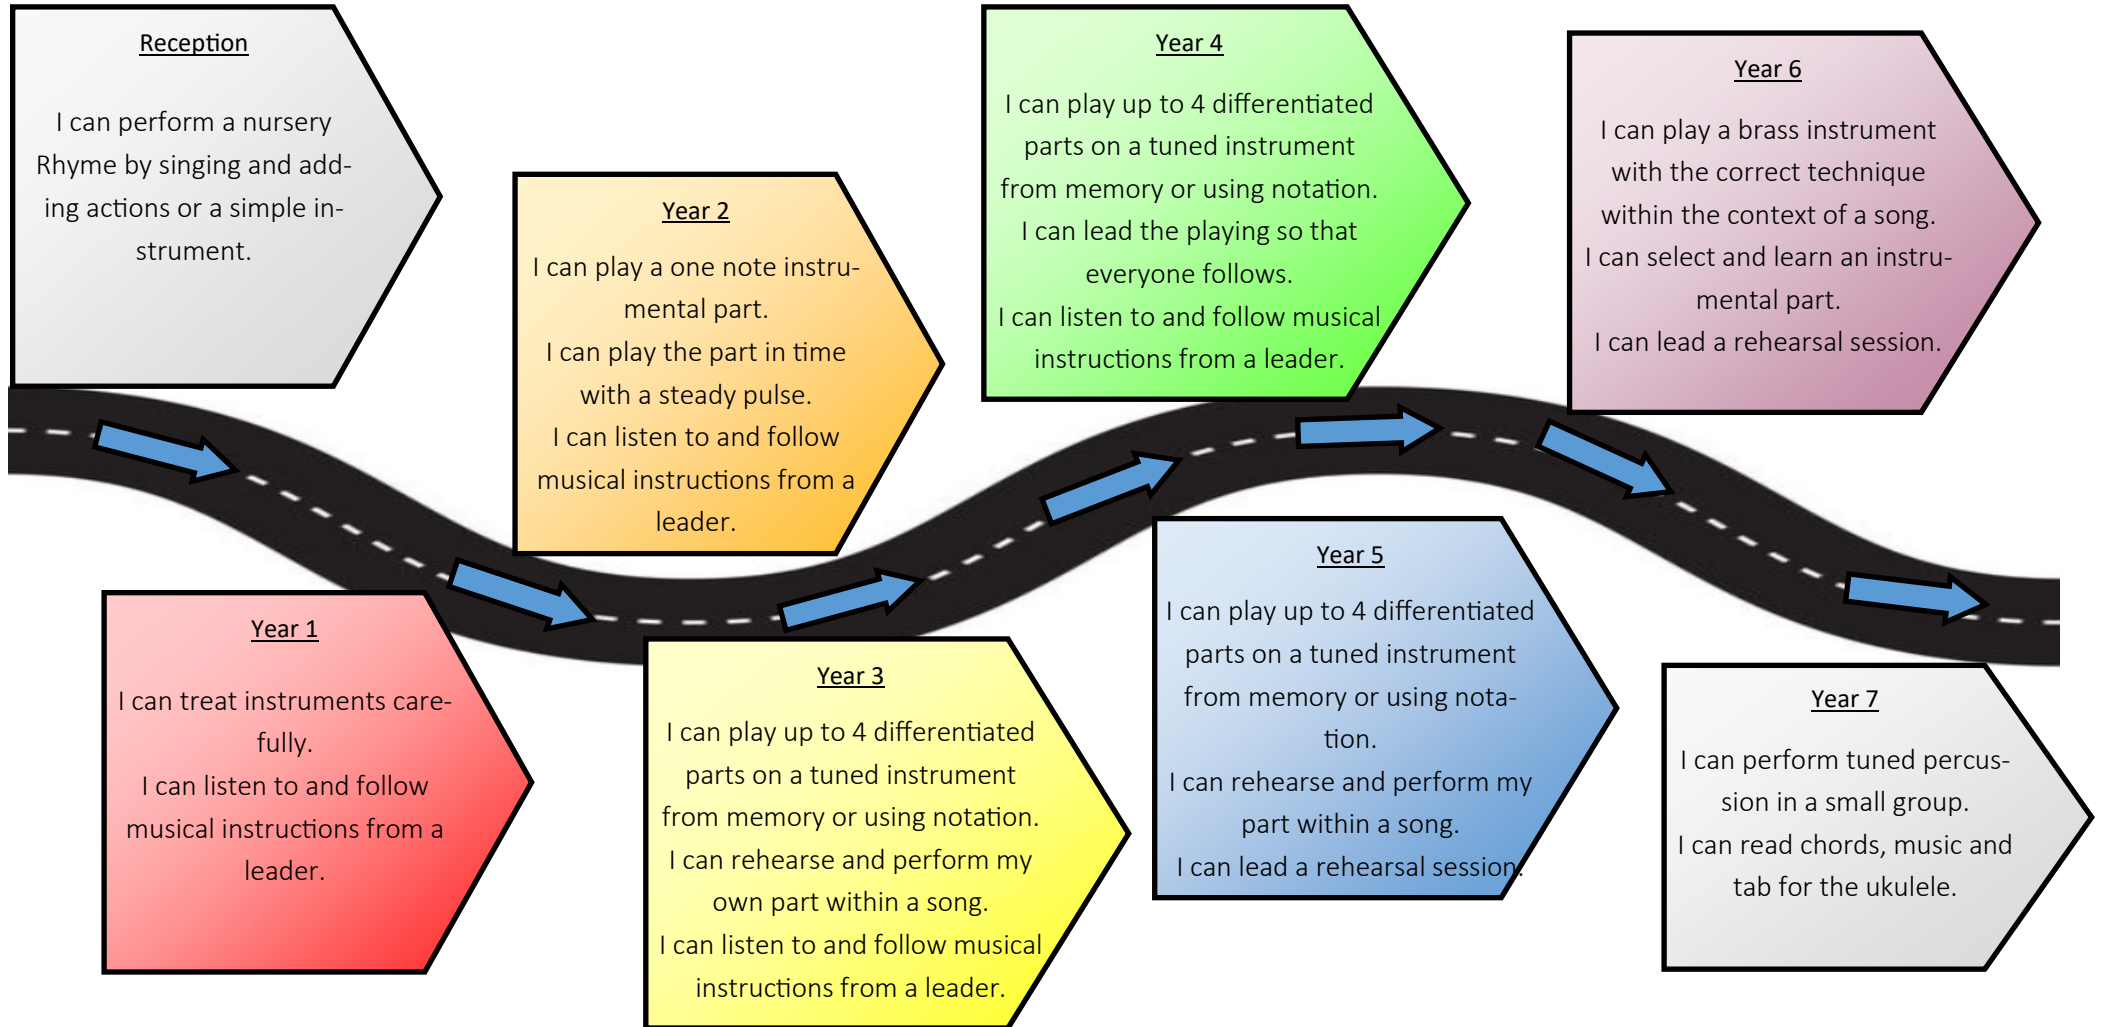 Reception
I can perform a nursery
Rhyme by singing and add-
ing actions or a simple in-
strument.
Year 1
I can treat instruments care-
fully.
I can listen to and follow
musical instructions from a
leader.
Year 2
I can play a one note instru-
mental part.
I can play the part in time
with a steady pulse.
I can listen to and follow
musical instructions from a
leader.
Year 3
I can play up to 4 differentiated
parts on a tuned instrument
from memory or using notation.
I can rehearse and perform my
own part within a song.
I can listen to and follow musical
instructions from a leader.
Year 4
I can play up to 4 differentiated
parts on a tuned instrument
from memory or using notation.
I can lead the playing so that
everyone follows.
I can listen to and follow musical
instructions from a leader.
Year 5
I can play up to 4 differentiated
parts on a tuned instrument
from memory or using nota-
tion.
I can rehearse and perform my
part within a song.
I can lead a rehearsal session.
Year 6
I can play a brass instrument
with the correct technique
within the context of a song.
I can select and learn an instru-
mental part.
I can lead a rehearsal session.
Year 7
I can perform tuned percus-
sion in a small group.
I can read chords, music and
tab for the ukulele.